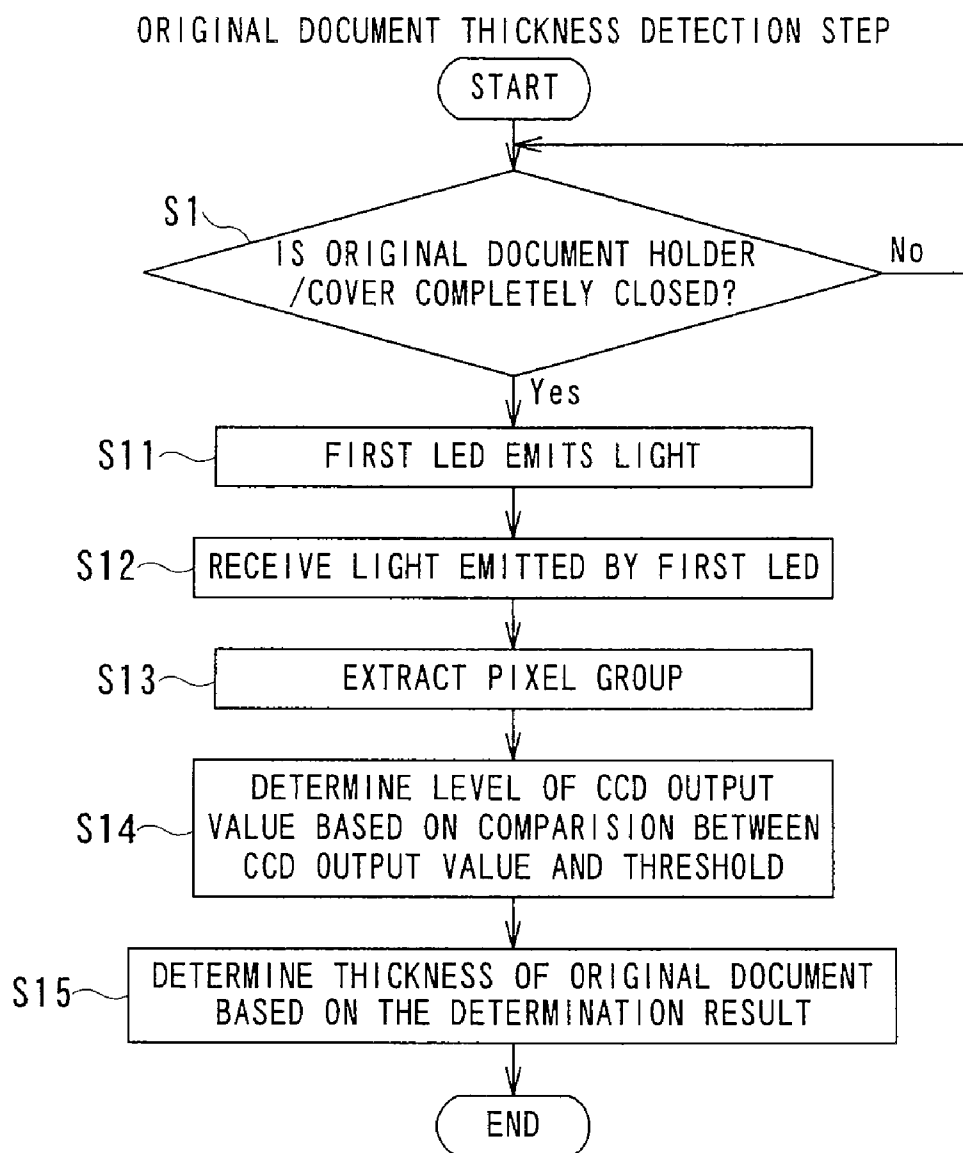 ORIGINAL DOCUMENT THICKNESS DETECTION STEP
START
S1
IS ORIGINAL DOCUMENT HOLDER
/COVER COMPLETELY CLOSED?
No
Yes
S11
FIRST LED EMITS LIGHT
S12
RECEIVE LIGHT EMITTED BY FIRST LED
S13
EXTRACT PIXEL GROUP
S14
DETERMINE LEVEL OF CCD OUTPUT
VALUE BASED ON COMPARISION BETWEEN
CCD OUTPUT VALUE AND THRESHOLD
S15
DETERMINE THICKNESS OF ORIGINAL DOCUMENT
BASED ON THE DETERMINATION RESULT
END